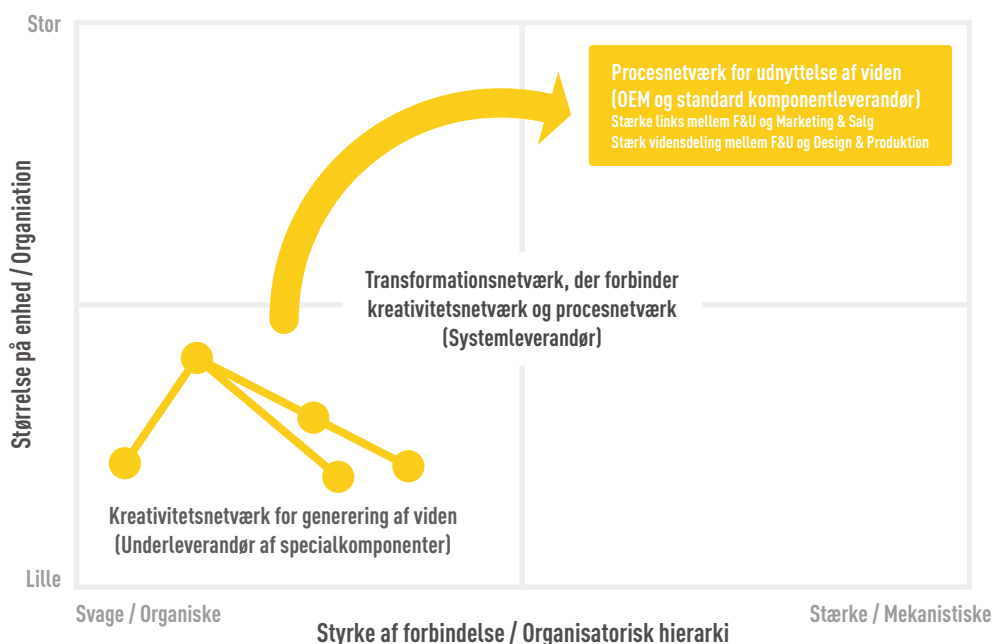 Stor
Procesnetværk for udnyttelse af viden
(OEM og standard komponentleverandør)
Stærke links mellem F&U og Marketing & Salg
Stærk vidensdeling mellem F&U og Design & Produktion
Størrelse på enhed / Organiation
Transformationsnetværk, der forbinder
kreativitetsnetværk og procesnetværk
(Systemleverandør)
Kreativitetsnetværk for generering af viden
(Underleverandør af specialkomponenter)
Lille
Svage / Organiske
Stærke / Mekanistiske
Styrke af forbindelse / Organisatorisk hierarki